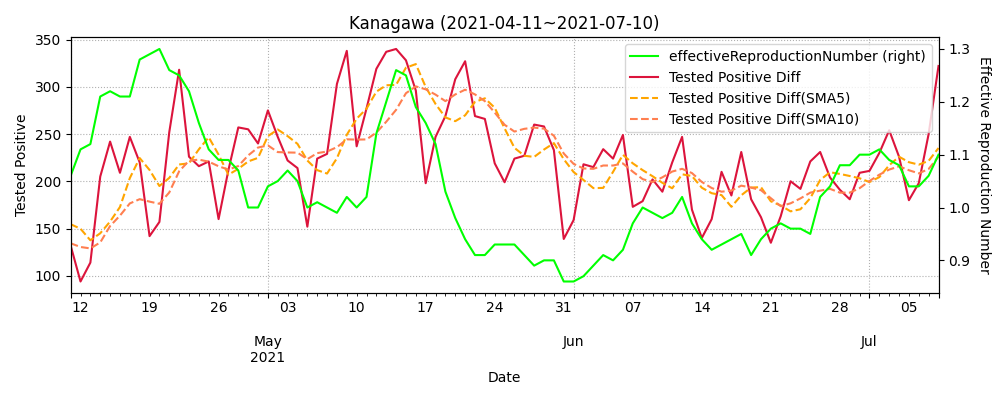 Kanagawa (2021-04-11~2021-07-10)
effectiveReproductionNumber (right)
Tested Positive Diff
Tested Positive Diff(SMA5)
Tested Positive Diff(SMA10)
Tested Positive
350
300
250
200
150
100
1.3
1.2
1.1
1.0
0.9
Effective Reproduction Number
12 19 26 03 10 17 24 31 07 14 21 28 05
May Jun Jul
2021
Date